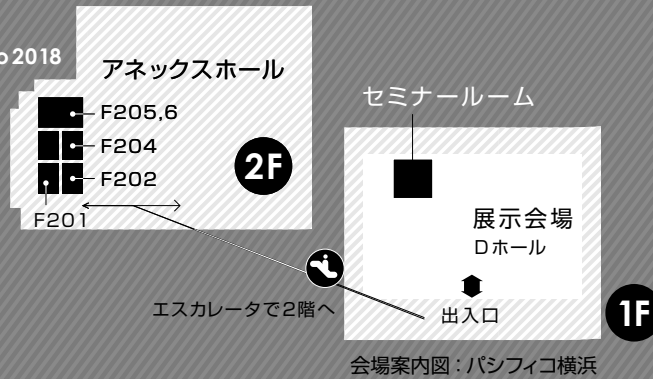 2018
アネックスホール
F205,6
F204
F202
F201
2F
セミナールーム
展示会場
Dホール
エスカレータで2階へ
出入口
1F
会場案内図：パシフィコ横浜